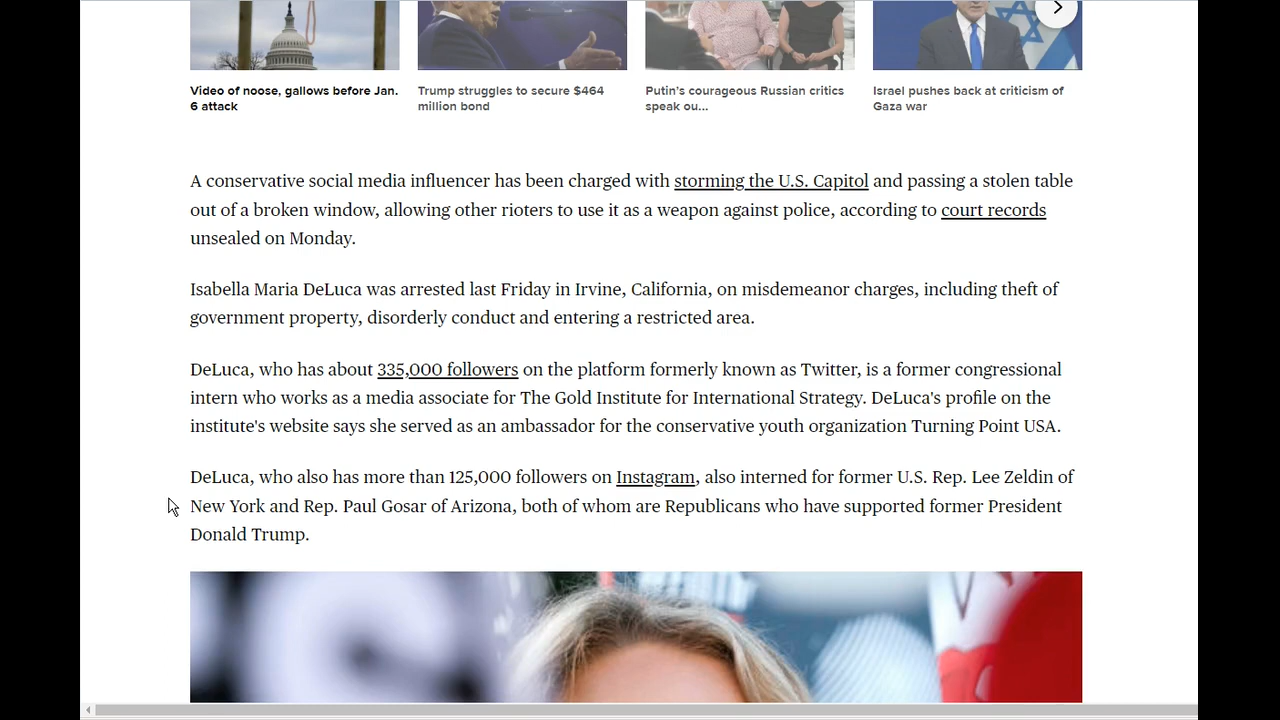 Video of noose, gallows before Jan.
6 attack
Trump struggles to secure $464
million bond
Putin’s courageous Russian critics
speak ou...
Israel pushes back at criticism of
Gaza war
A conservative social media influencer has been charged with storming the U.S. Capitol and passing a stolen table
out of a broken window, allowing other rioters to use it as a weapon against police, according to court records
unsealed on Monday.
Isabella Maria DeLuca was arrested last Friday in Irvine, California, on misdemeanor charges, including theft of
government property, disorderly conduct and entering a restricted area.
DeLuca, who has about 335,000 followers on the platform formerly known as Twitter, is a former congressional
intern who works as a media associate for The Gold Institute for International Strategy. DeLuca's profile on the
institute's website says she served as an ambassador for the conservative youth organization Turning Point USA.
DeLuca, who also has more than 125,000 followers on Instagram, also interned for former U.S. Rep. Lee Zeldin of
New York and Rep. Paul Gosar of Arizona, both of whom are Republicans who have supported former President
Donald Trump.